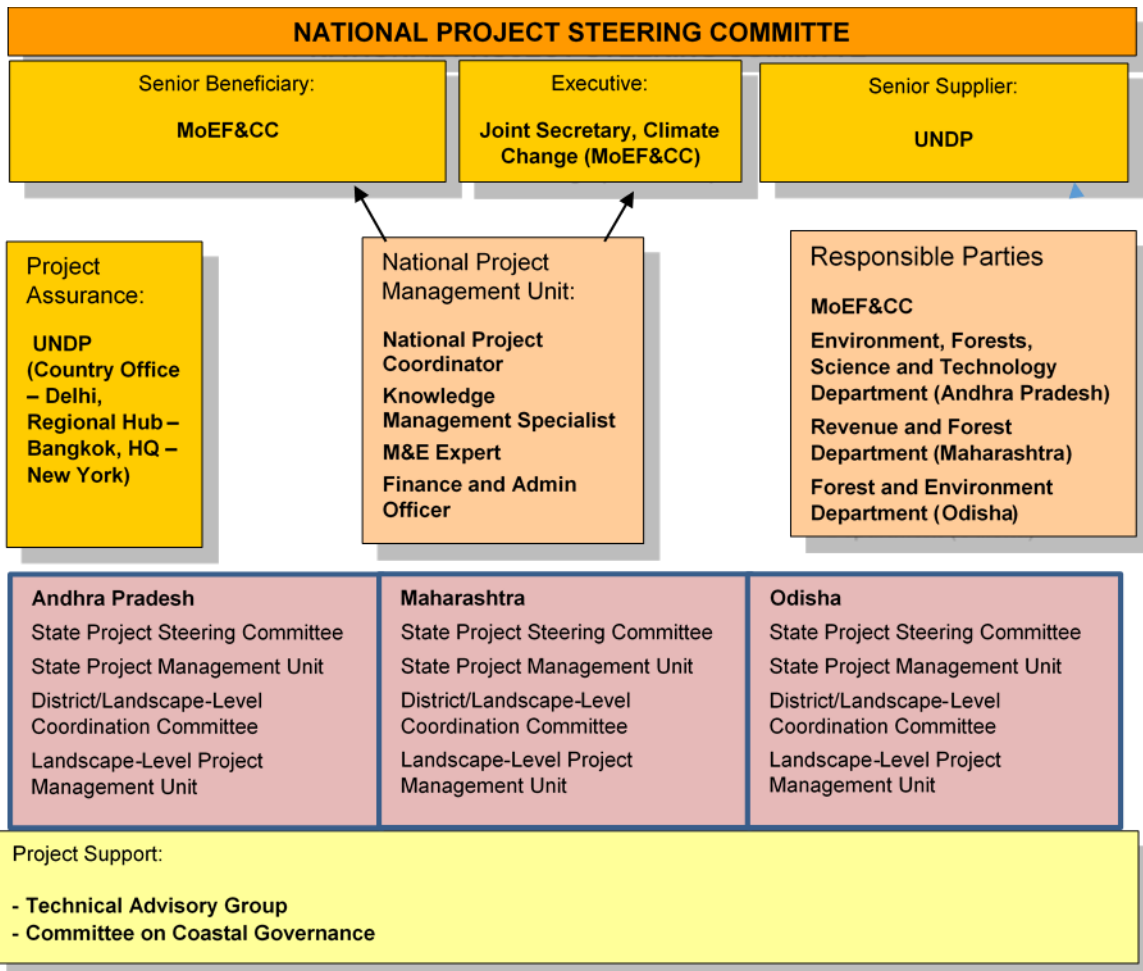 NATIONAL PROJECT STEERING COMMITTE
Senior Beneficiary:
MoEF&CC
Executive:
Joint Secretary, Climate
Change (MoEF&CC)
Senior Supplier:
UNDP
Project
Assurance:
UNDP
(Country Office
– Delhi,
Regional Hub –
Bangkok, HQ –
New York)
National Project
Management Unit:
National Project
Coordinator
Knowledge
Management Specialist
M&E Expert
Finance and Admin
Officer
Responsible Parties
MoEF&CC
Environment, Forests,
Science and Technology
Department (Andhra Pradesh)
Revenue and Forest
Department (Maharashtra)
Forest and Environment
Department (Odisha)
Andhra Pradesh
State Project Steering Committee
State Project Management Unit
District/Landscape-Level
Coordination Committee
Landscape-Level Project
Management Unit
Maharashtra
State Project Steering Committee
State Project Management Unit
District/Landscape-Level
Coordination Committee
Landscape-Level Project
Management Unit
Odisha
State Project Steering Committee
State Project Management Unit
District/Landscape-Level
Coordination Committee
Landscape-Level Project
Management Unit
Project Support:
- Technical Advisory Group
- Committee on Coastal Governance